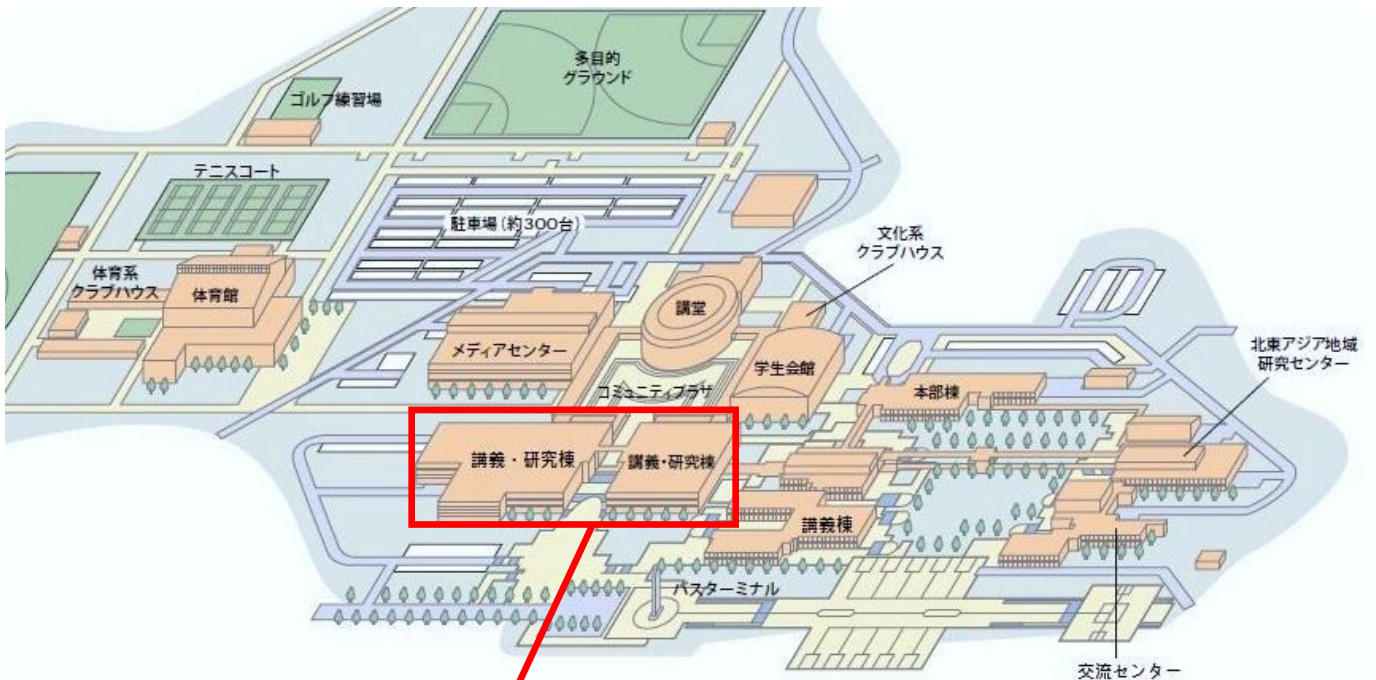 多目的
グラウンド
ゴルフ練習場
テニスコート
駐車場(約300台)
文化系
クラブハウス
体育系
クラブハウス
体育館
講堂
メディアセンター
学生会館
コミュニティプラザ
本部棟
北東アジア地域
研究センター
講義・研究棟
講義・研究棟
講義棟
バスターミナル
交流センター